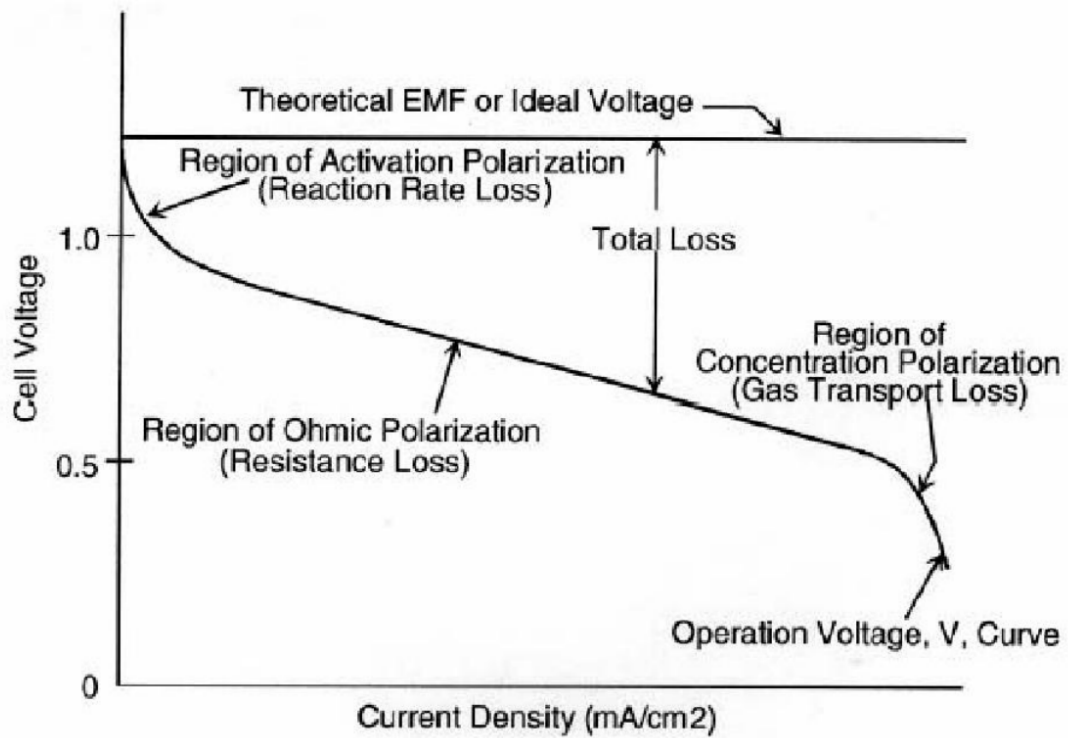 Theoretical EMF or Ideal Voltage
Region of Activation Polarization
(Reaction Rate Loss)
1.0
Total Loss
Cell Voltage
Region of
Concentration Polarization
(Gas Transport Loss)
Region of Ohmic Polarization
(Resistance Loss)
0.5
Operation Voltage, V, Curve
0
Current Density (mA/cm2)